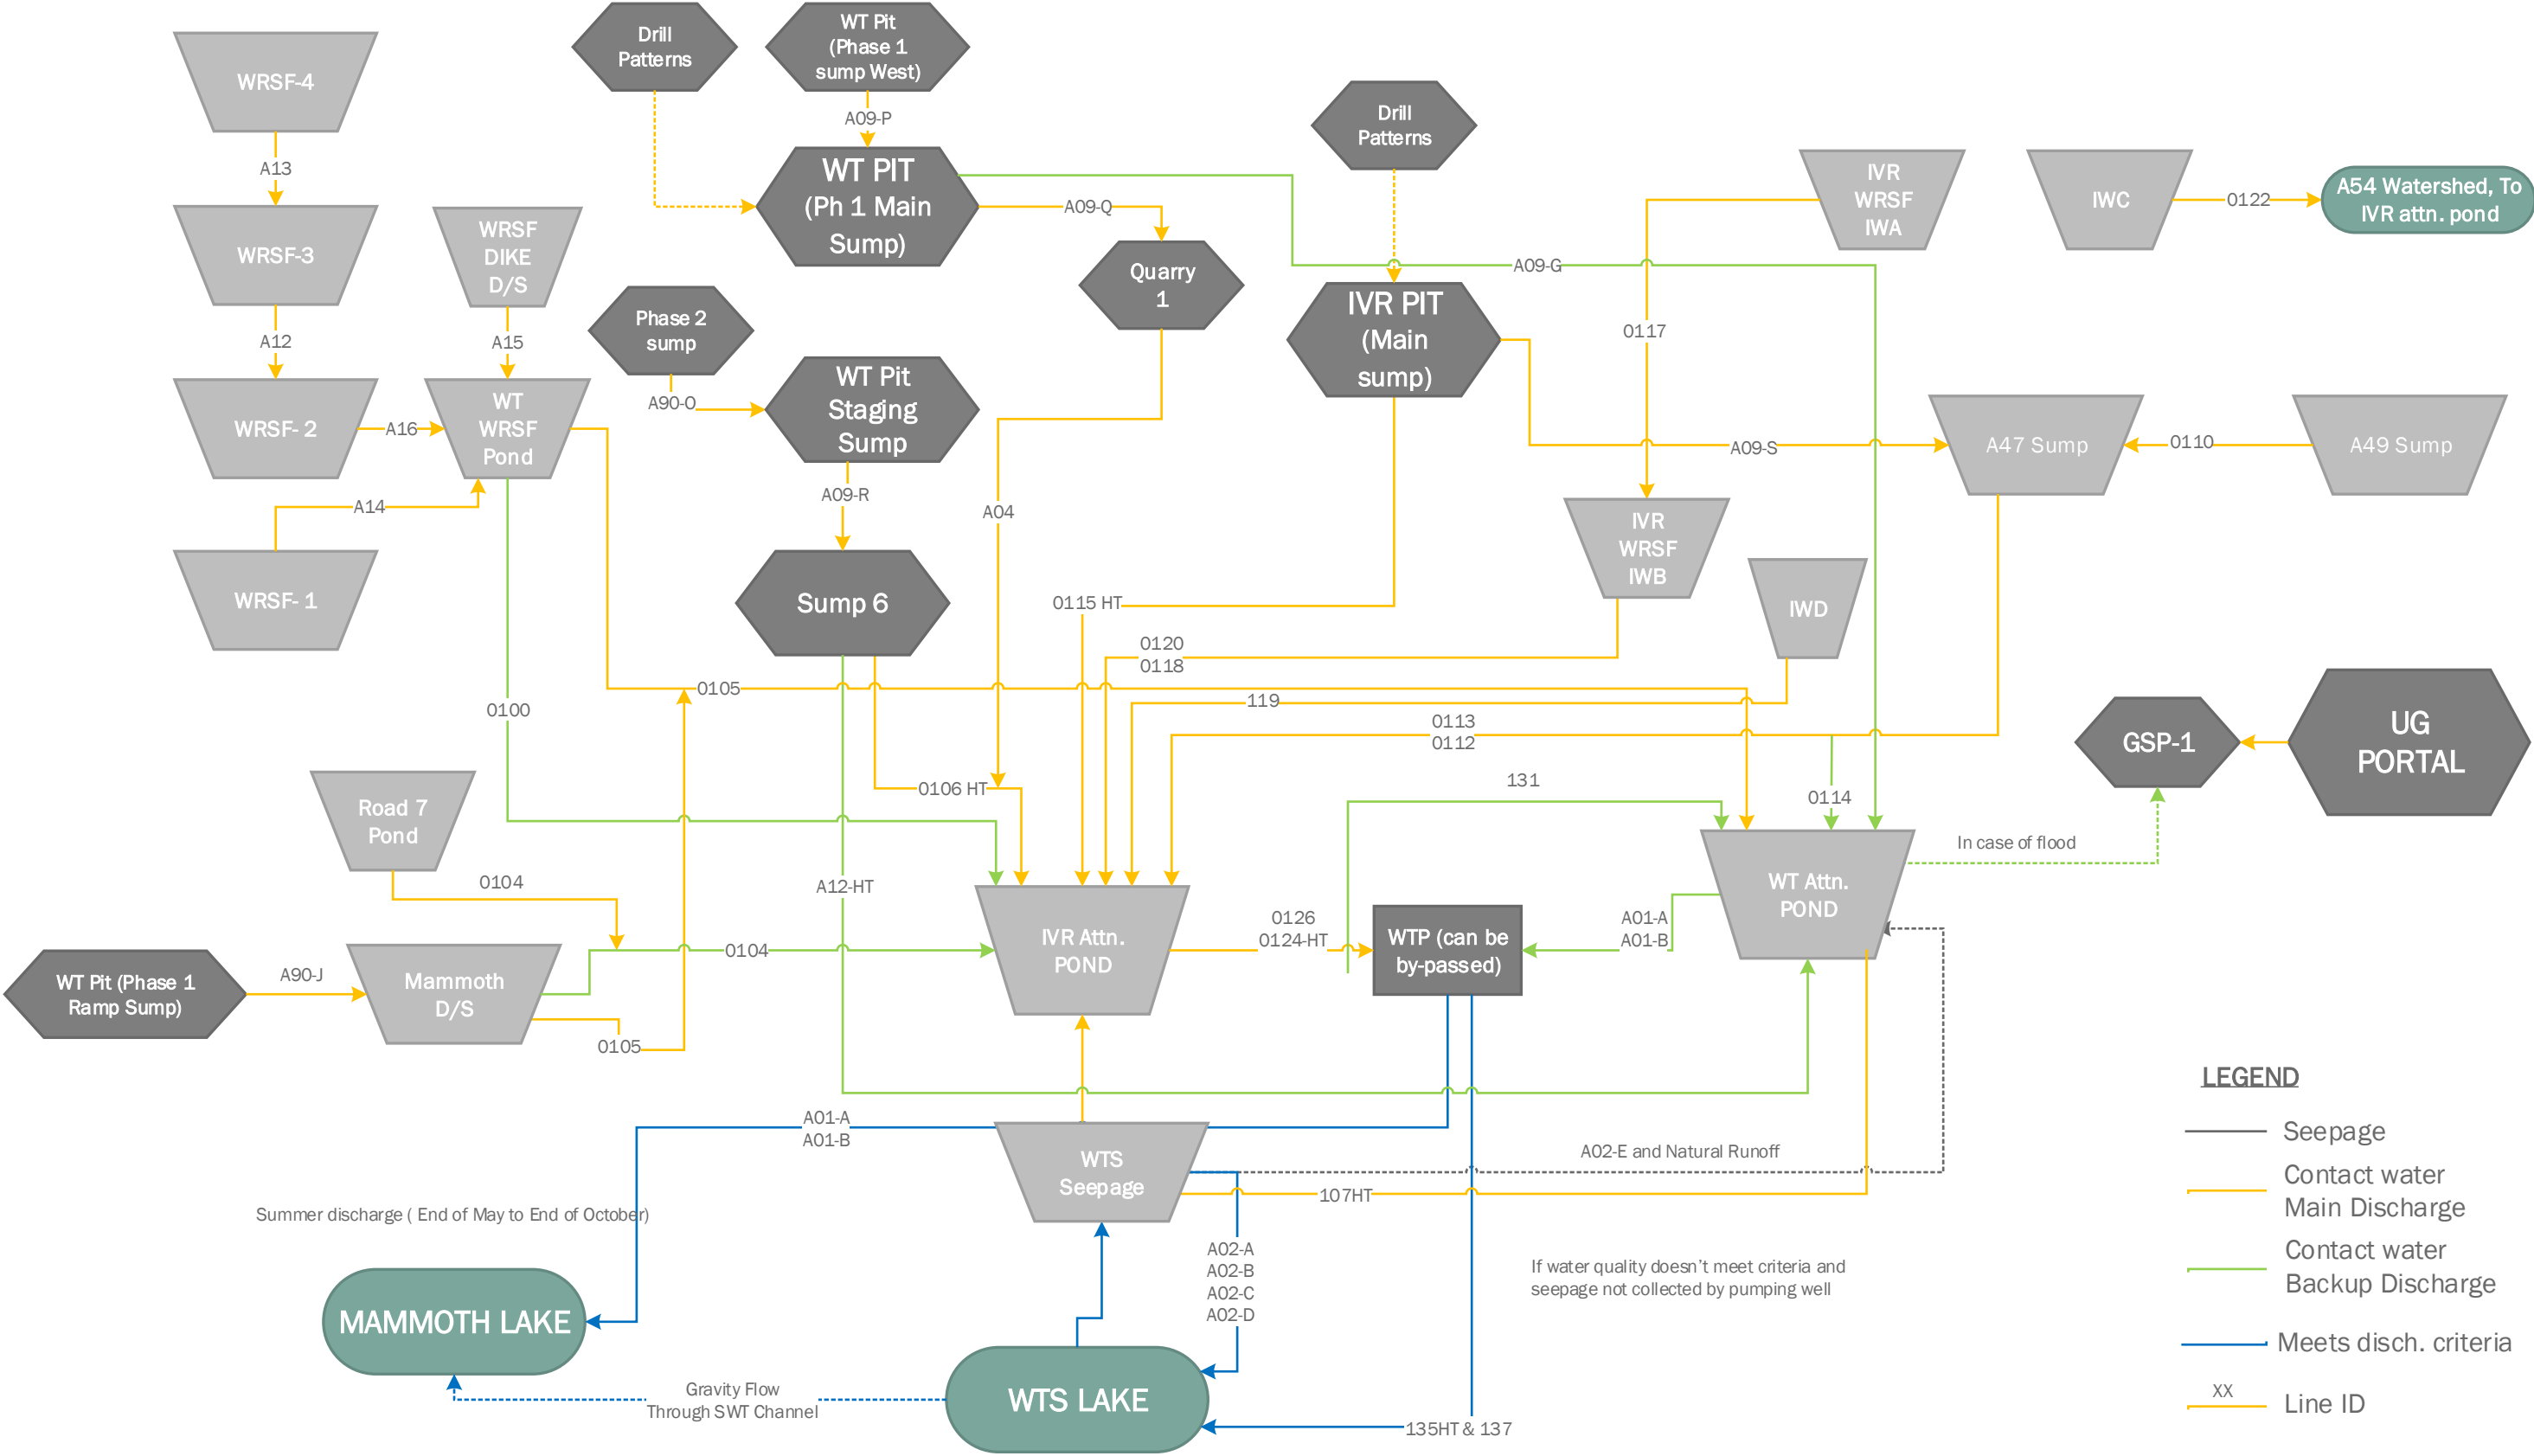 WRSF-4
A13
WRSF-3
A12
WRSF- 2
A16
A14
WRSF- 1
WRSF
DIKE
D/S
A15
WT
WRSF
Pond
Drill
Patterns
WT Pit
(Phase 1
sump West)
A09-P
WT PIT
(Ph 1 Main
Sump)
A09-Q
Quarry
1
Phase 2
sump
A90-O
WT Pit
Staging
Sump
A09-R
Sump 6
A04
Drill
Patterns
IVR PIT
(Main
sump)
A09-G
IVR
WRSF
IWA
0117
IWC
0122
A54 Watershed, To
IVR attn. pond
A09-S
A47 Sump
0110
A49 Sump
IVR
WRSF
IWB
IWD
0115 HT
0120
0118
0105
119
0113
0112
0100
0106 HT
131
0114
GSP-1
UG
PORTAL
In case of flood
Road 7
Pond
0104
A12-HT
WT Attn.
POND
0104
IVR Attn.
POND
0126
0124-HT
WTP (can be
by-passed)
A01-A
A01-B
WT Pit (Phase 1
Ramp Sump)
A90-J
Mammoth
D/S
0105
A01-A
A01-B
WTS
Seepage
A02-E and Natural Runoff
107HT
Summer discharge ( End of May to End of October)
A02-A
A02-B
A02-C
A02-D
If water quality doesn't meet criteria and
seepage not collected by pumping well
MAMMOTH LAKE
Gravity Flow
Through SWT Channel
WTS LAKE
135HT & 137
LEGEND
Seepage
Contact water
Main Discharge
Contact water
Backup Discharge
Meets disch. criteria
XX
Line ID